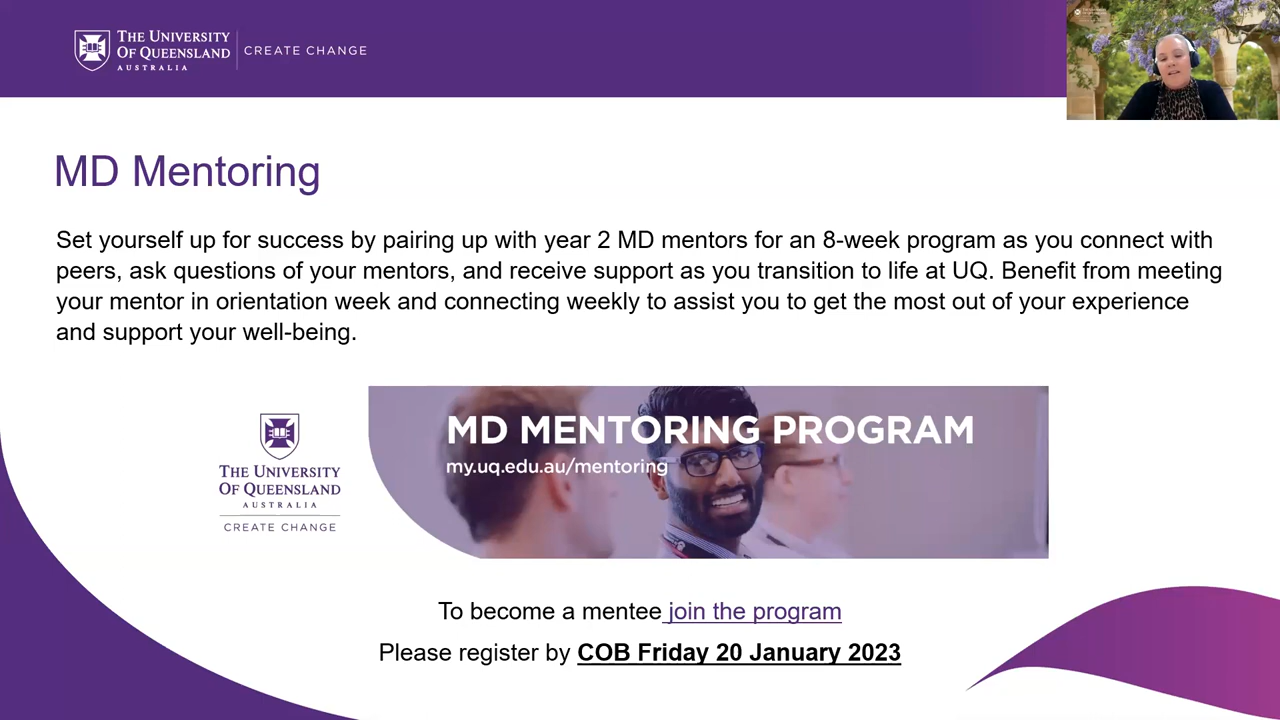 THE UNIVERSITY
OF QUEENSLAND
AUSTRALIA
CREATE CHANGE
MD Mentoring
Set yourself up for success by pairing up with year 2 MD mentors for an 8-week program as you connect with
peers, ask questions of your mentors, and receive support as you transition to life at UQ. Benefit from meeting
your mentor in orientation week and connecting weekly to assist you to get the most out of your experience
and support your well-being.
MD MENTORING PROGRAM
my.uq.edu.au/mentoring
THE UNIVERSITY
OF QUEENSLAND
AUSTRALIA
CREATE CHANGE
To become a mentee join the program
Please register by COB Friday 20 January 2023